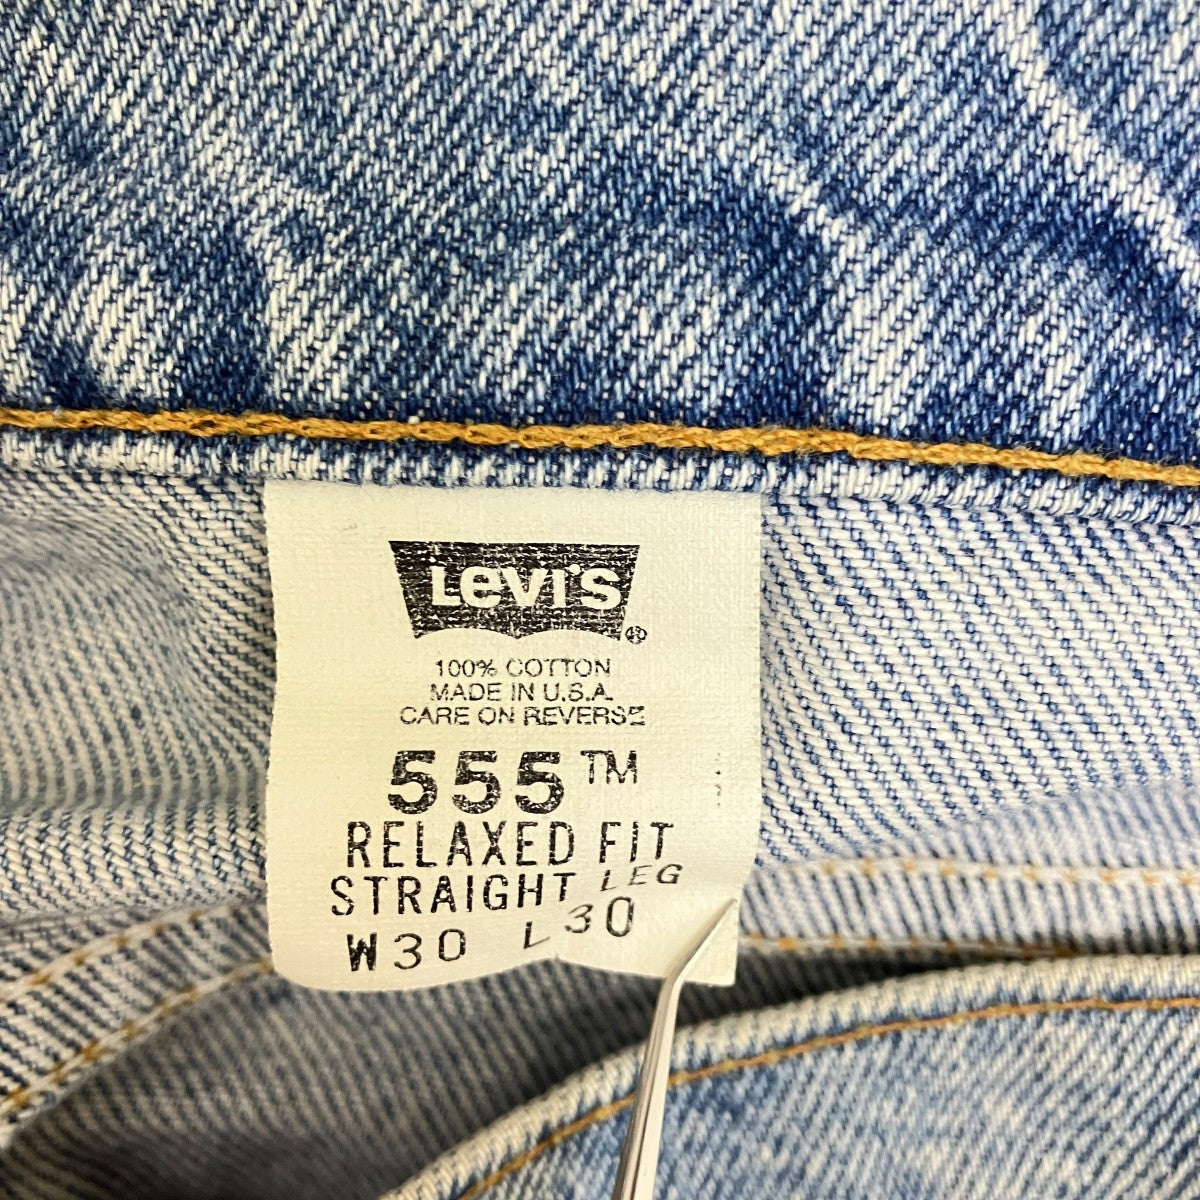 Levi's ®
100% COTTON
MADE IN U.S.A.
CARE ON REVERSE
555™
RELAXED FIT
STRAIGHT LEG
W30 L30